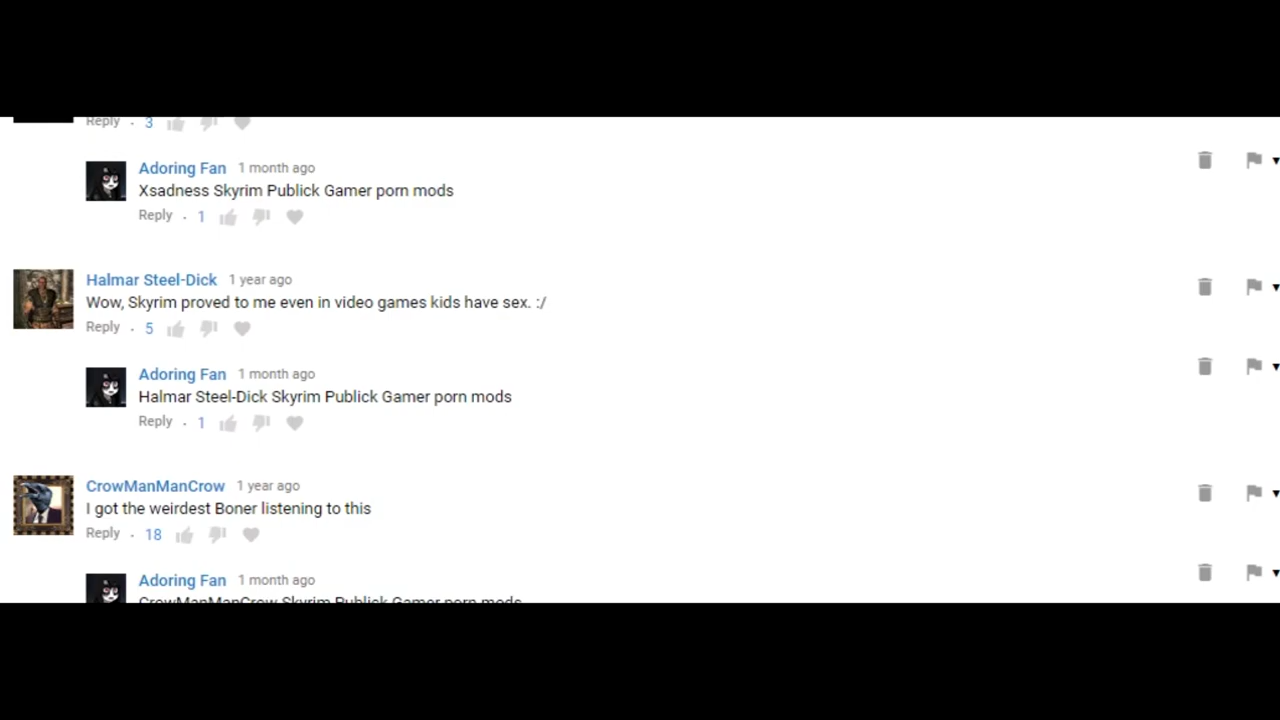 Reply . 3
Adoring Fan 1 month ago
Xsadness Skyrim Publick Gamer porn mods
Reply . 1
Halmar Steel-Dick 1 year ago
Wow, Skyrim proved to me even in video games kids have sex. :/
Reply . 5
Adoring Fan 1 month ago
Halmar Steel-Dick Skyrim Publick Gamer porn mods
Reply . 1
CrowManManCrow 1 year ago
I got the weirdest Boner listening to this
Reply . 18
Adoring Fan 1 month ago
CrowManManCrow Skyrim Publick Gamer porn mods